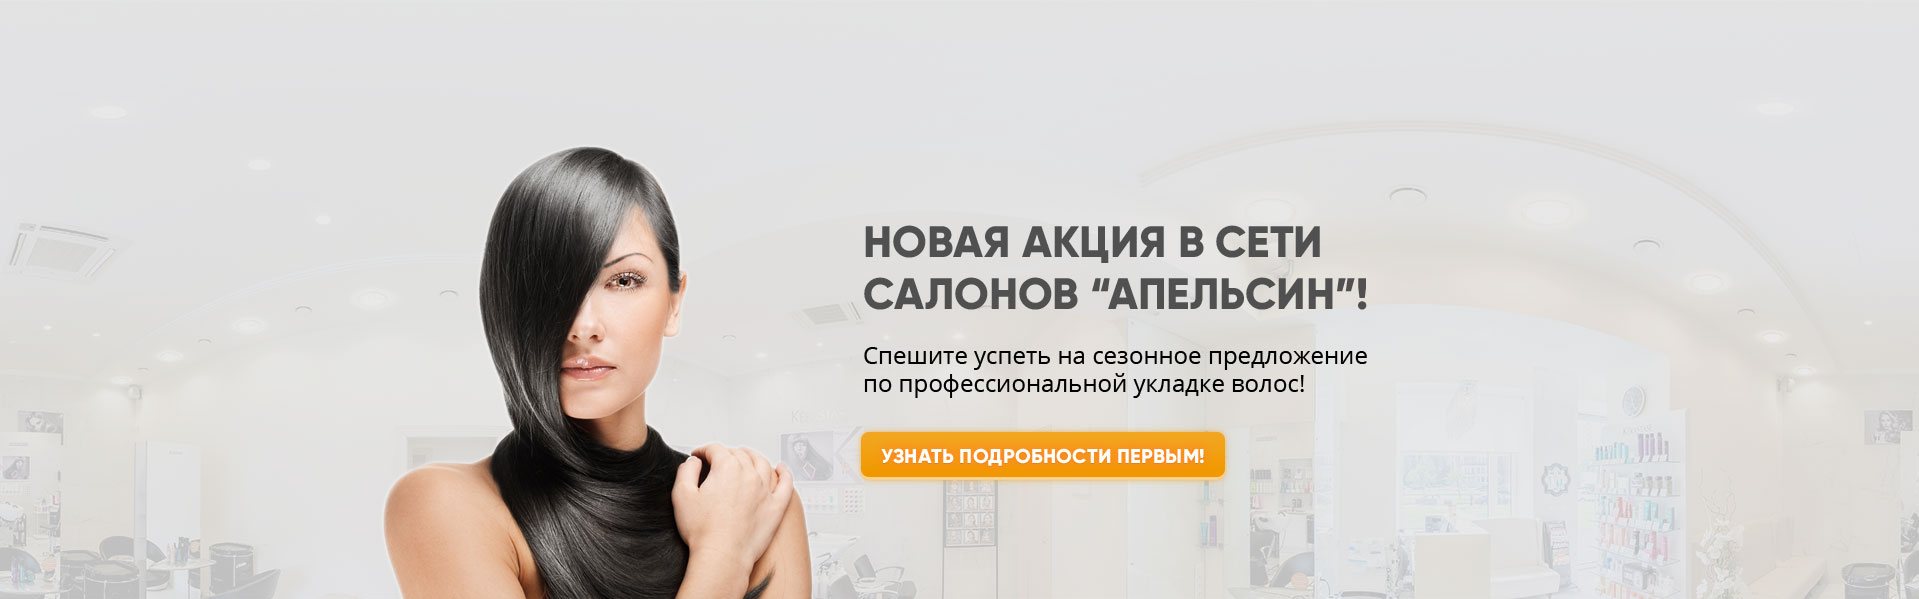 НОВАЯ АКЦИЯ В СЕТИ
САЛОНОВ “АПЕЛЬСИН”!
Спешите успеть на сезонное предложение
по профессиональной укладке волос!
УЗНАТЬ ПОДРОБНОСТИ ПЕРВЫМ!